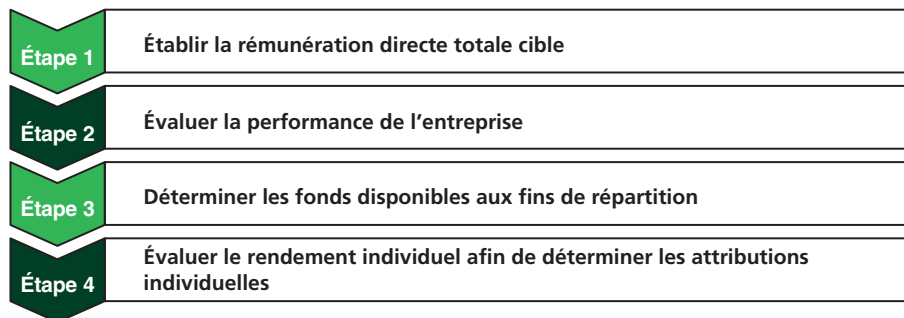 Étape 1
Établir la rémunération directe totale cible
Étape 2
Évaluer la performance de l'entreprise
Étape 3
Déterminer les fonds disponibles aux fins de répartition
Étape 4
Évaluer le rendement individuel afin de déterminer les attributions
individuelles